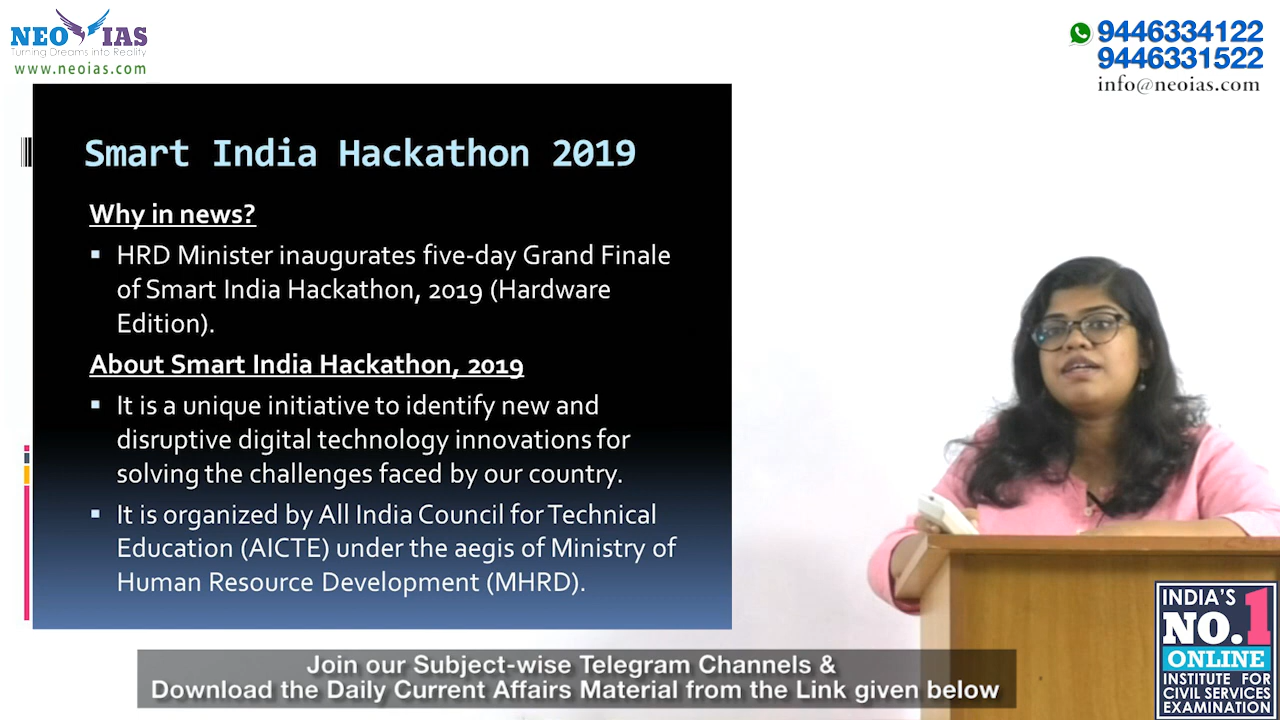 NEO IAS
Turning Dreams into Reality
www.neoias.com
9446334122
9446331522
info@neoias.com
Smart India Hackathon 2019
Why in news?
HRD Minister inaugurates five-day Grand Finale
of Smart India Hackathon, 2019 (Hardware
Edition).
About Smart India Hackathon, 2019
It is a unique initiative to identify new and
disruptive digital technology innovations for
solving the challenges faced by our country.
It is organized by All India Council for Technical
Education (AICTE) under the aegis of Ministry of
Human Resource Development (MHRD).
Join our Subject-wise Telegram Channels &
Download the Daily Current Affairs Material from the Link given below
INDIA'S
NO.1
ONLINE
INSTITUTE FOR
CIVIL SERVICES
EXAMINATION